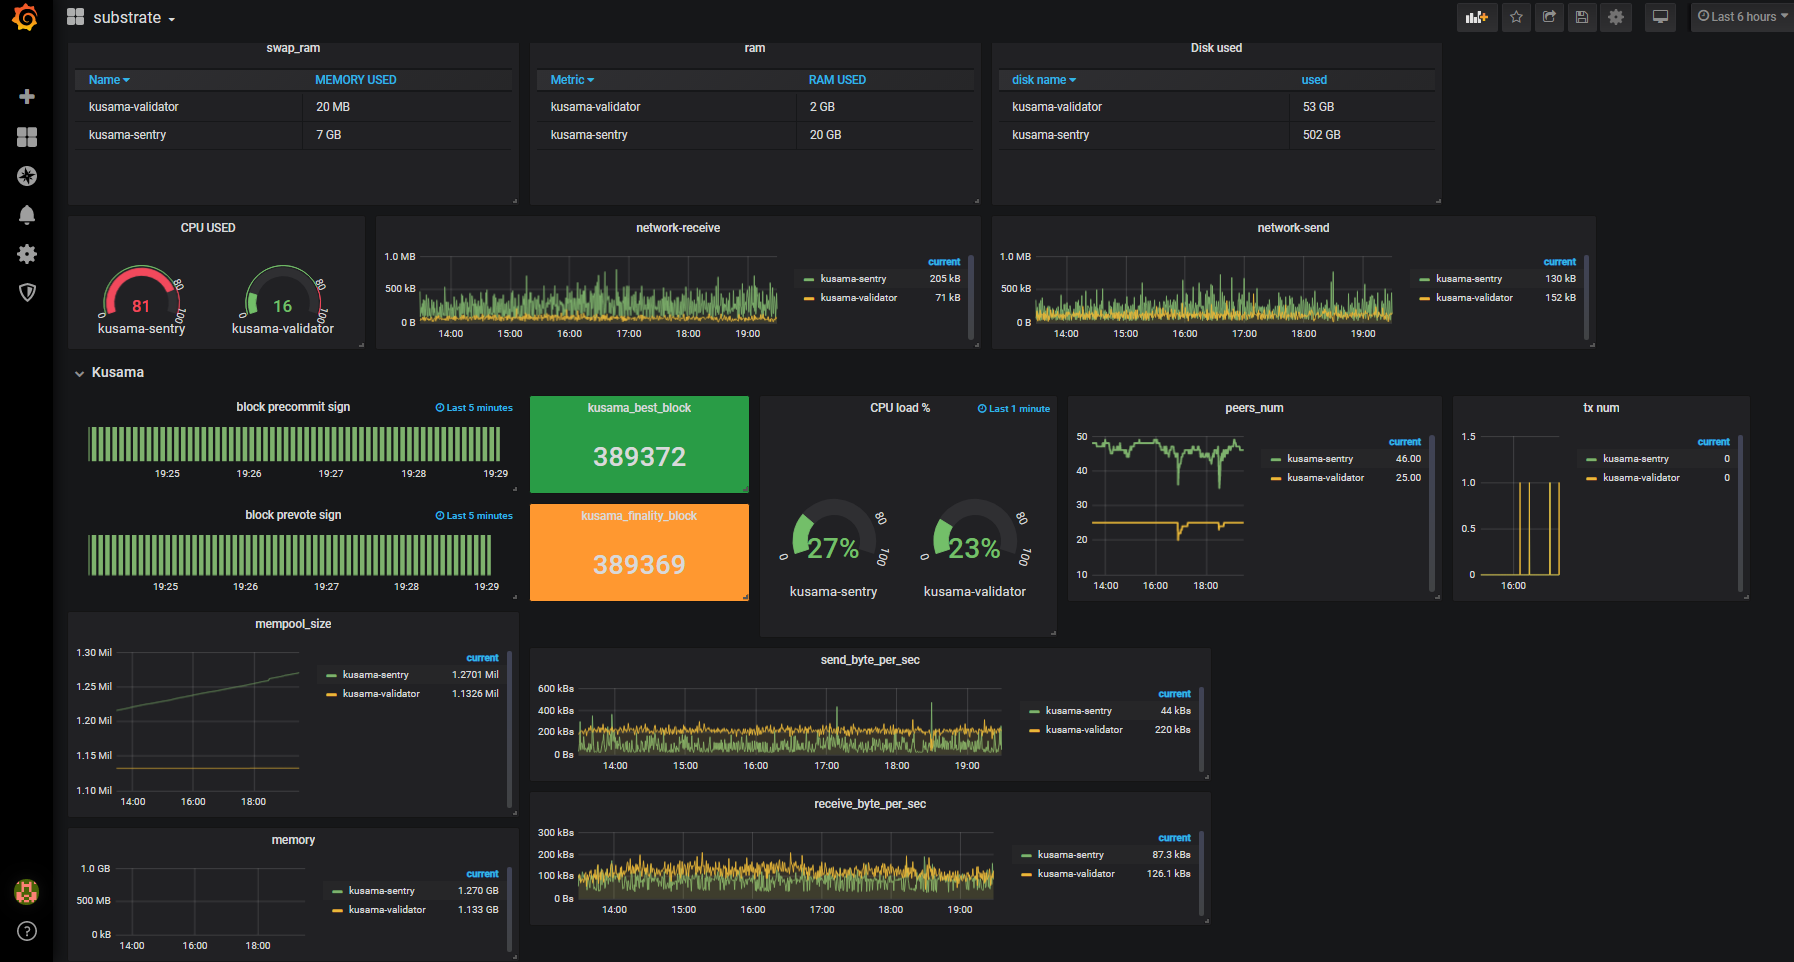 substrate
Last 6 hours
swap_ram
Name MEMORY USED
kusama-validator 20 MB
kusama-sentry 7 GB
ram
Metric RAM USED
kusama-validator 2 GB
kusama-sentry 20 GB
Disk used
disk name used
kusama-validator 53 GB
kusama-sentry 502 GB
CPU USED
0 81 80 100
kusama-sentry
0 16 80 100
kusama-validator
network-receive
1.0 MB
500 kB
0 B
14:00 15:00 16:00 17:00 18:00 19:00
current
kusama-sentry 205 kB
kusama-validator 71 kB
network-send
1.0 MB
500 kB
0 B
14:00 15:00 16:00 17:00 18:00 19:00
current
kusama-sentry 130 kB
kusama-validator 152 kB
Kusama
block precommit sign Last 5 minutes
19:25 19:26 19:27 19:28 19:29
block prevote sign Last 5 minutes
19:25 19:26 19:27 19:28 19:29
kusama_best_block
389372
kusama_finality_block
389369
CPU load % Last 1 minute
0 27% 80 100
kusama-sentry
0 23% 80 100
kusama-validator
peers_num
50
40
30
20
10
14:00 16:00 18:00
current
kusama-sentry 46.00
kusama-validator 25.00
tx num
1.5
1.0
0.5
0
16:00
current
kusama-sentry 0
kusama-validator 0
mempool_size
1.30 Mil
1.25 Mil
1.20 Mil
1.15 Mil
1.10 Mil
14:00 16:00 18:00
current
kusama-sentry 1.2701 Mil
kusama-validator 1.1326 Mil
send_byte_per_sec
600 kBs
400 kBs
200 kBs
0 Bs
14:00 15:00 16:00 17:00 18:00 19:00
current
kusama-sentry 44 kBs
kusama-validator 220 kBs
receive_byte_per_sec
300 kBs
200 kBs
100 kBs
0 Bs
14:00 15:00 16:00 17:00 18:00 19:00
current
kusama-sentry 87.3 kBs
kusama-validator 126.1 kBs
memory
1.0 GB
500 MB
0 kB
14:00 16:00 18:00
current
kusama-sentry 1.270 GB
kusama-validator 1.133 GB